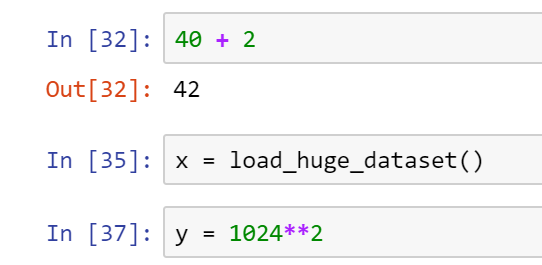 In [32]: 40 + 2
Out[32]: 42
In [35]: x = load_huge_dataset()
In [37]: y = 1024**2